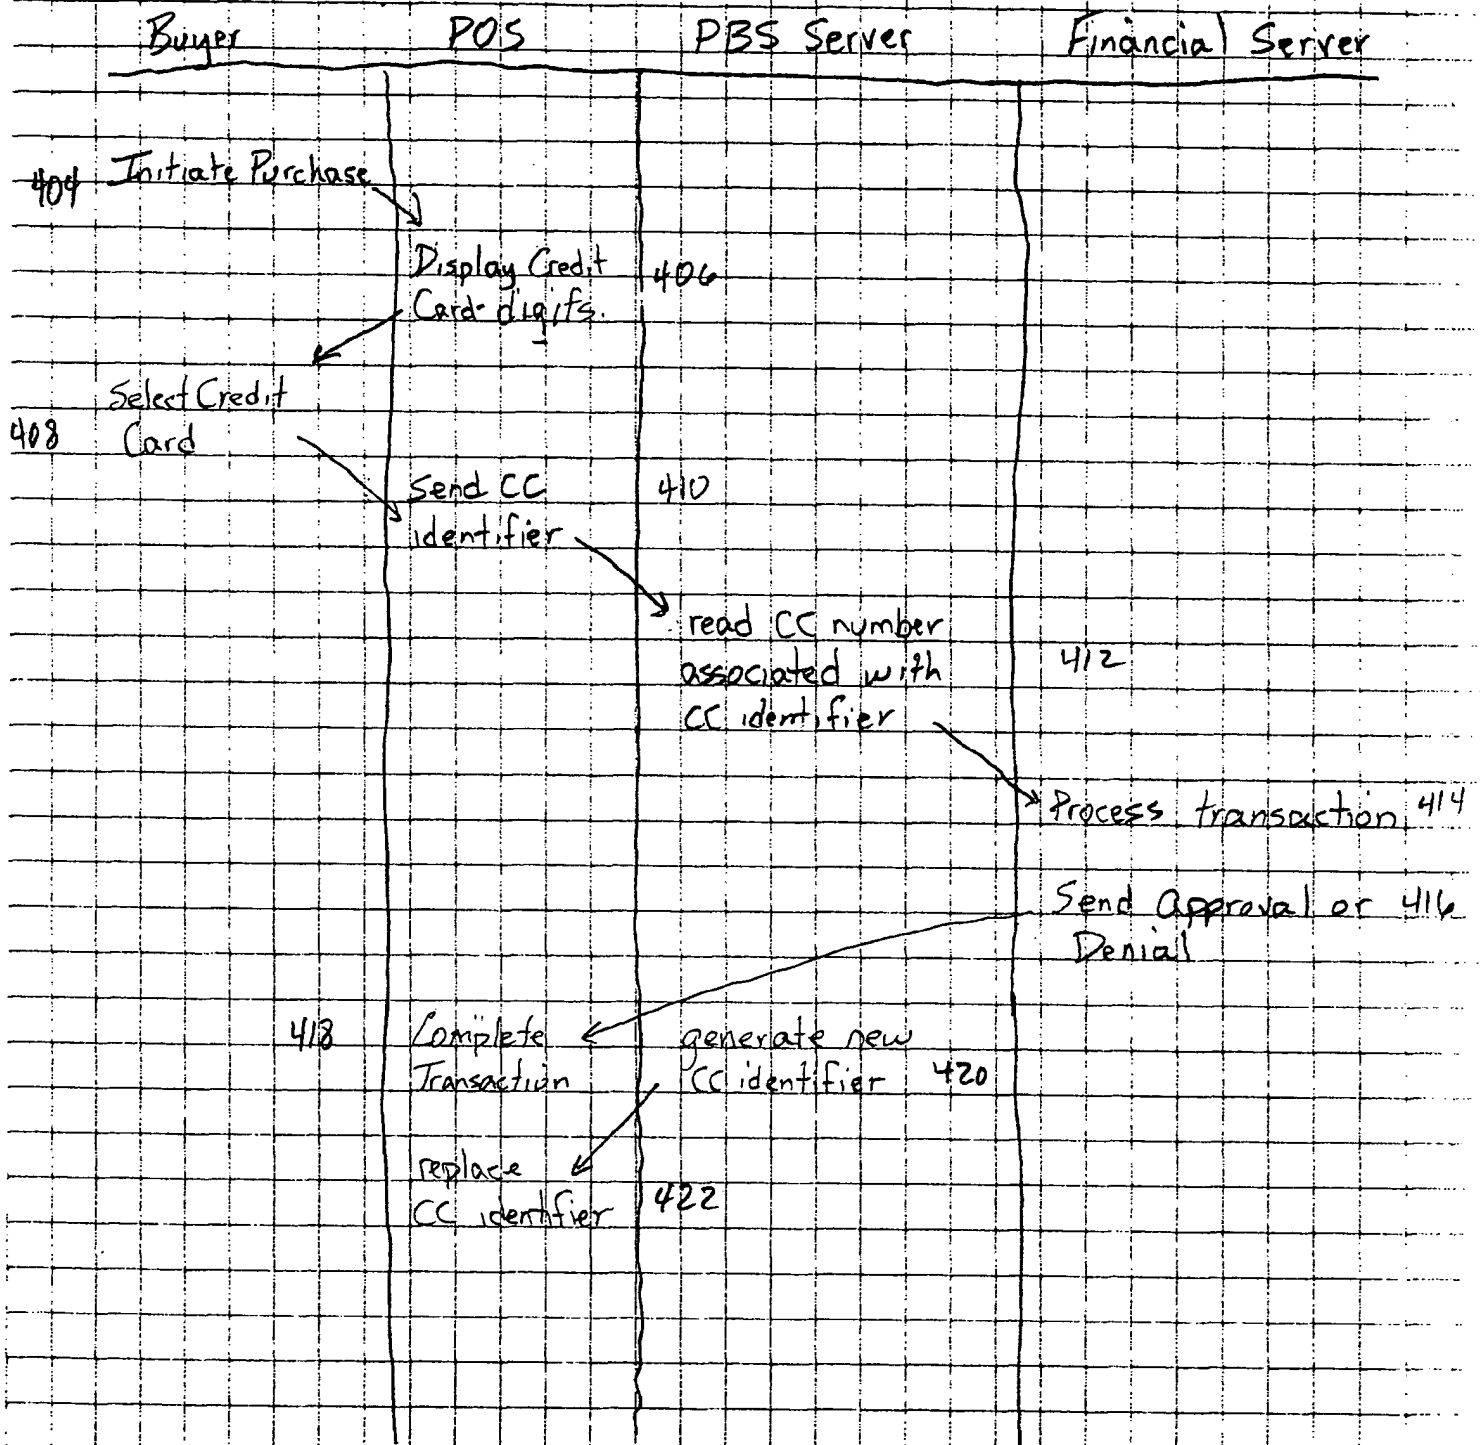 Buyer POS PBS Server Financial Server
404 Initiate Purchase
Display Credit 406
Card digits.
Select Credit
408 Card
Send CC 410
identifier
read CC number
associated with 412
CC identifier
Process transaction 414
Send Approval or 416
Denial
418 Complete generate new
Transaction CC identifier 420
replace
CC identifier 422